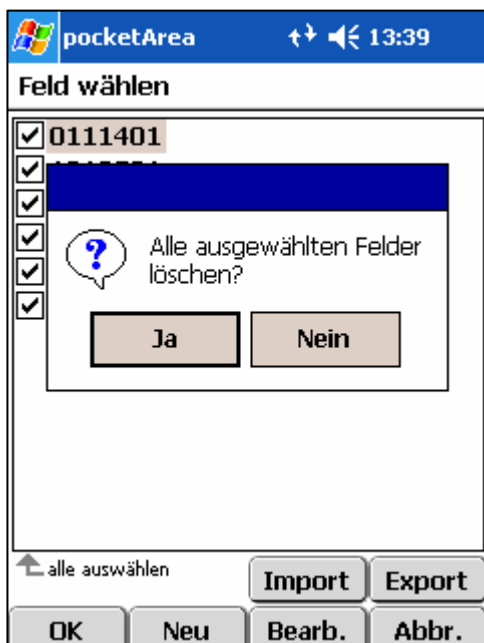 pocketArea 13:39
Feld wählen
0111401
Alle ausgewählten Felder
löschen?
Ja Nein
alle auswählen
Import Export
OK Neu Bearb. Abbr.